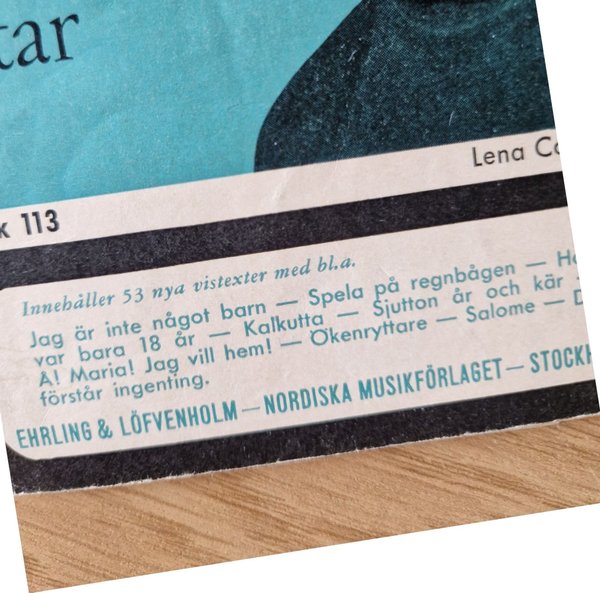 tar
Lena
113
Innehåller 53 nya vistexter med bl.a.
Jag är inte något barn — Spela på regnbågen —
var bara 18 år — Kalkutta — Sjutton år och kär
Å! Maria! Jag vill hem! — Ökenryttare — Salome —
förstår ingenting.
EHRLING & LÖFVENHOLM — NORDISKA MUSIKFÖRLAGET — STOCKH